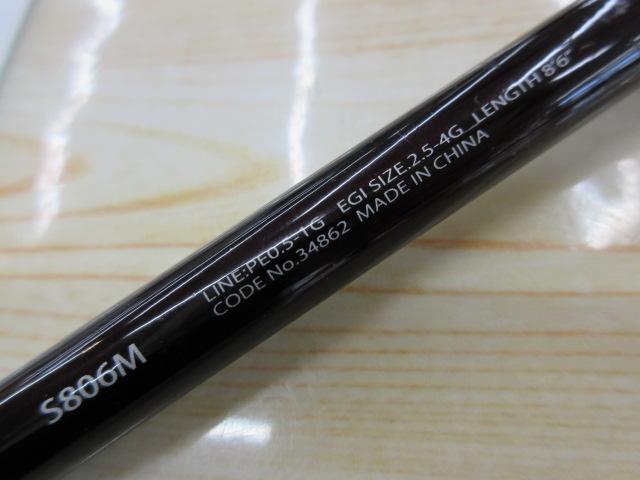 S806M
LINE:PE0.5-1G EGI SIZE.2.5-4G LENGTH 8'6"
CODE No.34862 MADE IN CHINA